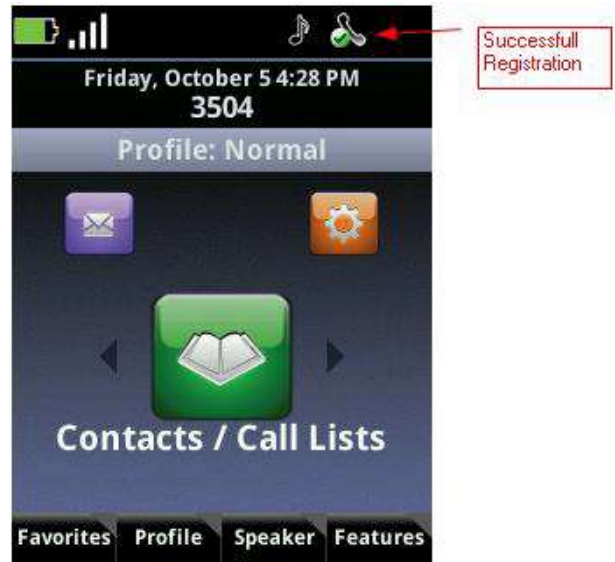 Successfull
Registration
Friday, October 5 4:28 PM
3504
Profile: Normal
Contacts / Call Lists
Favorites Profile Speaker Features